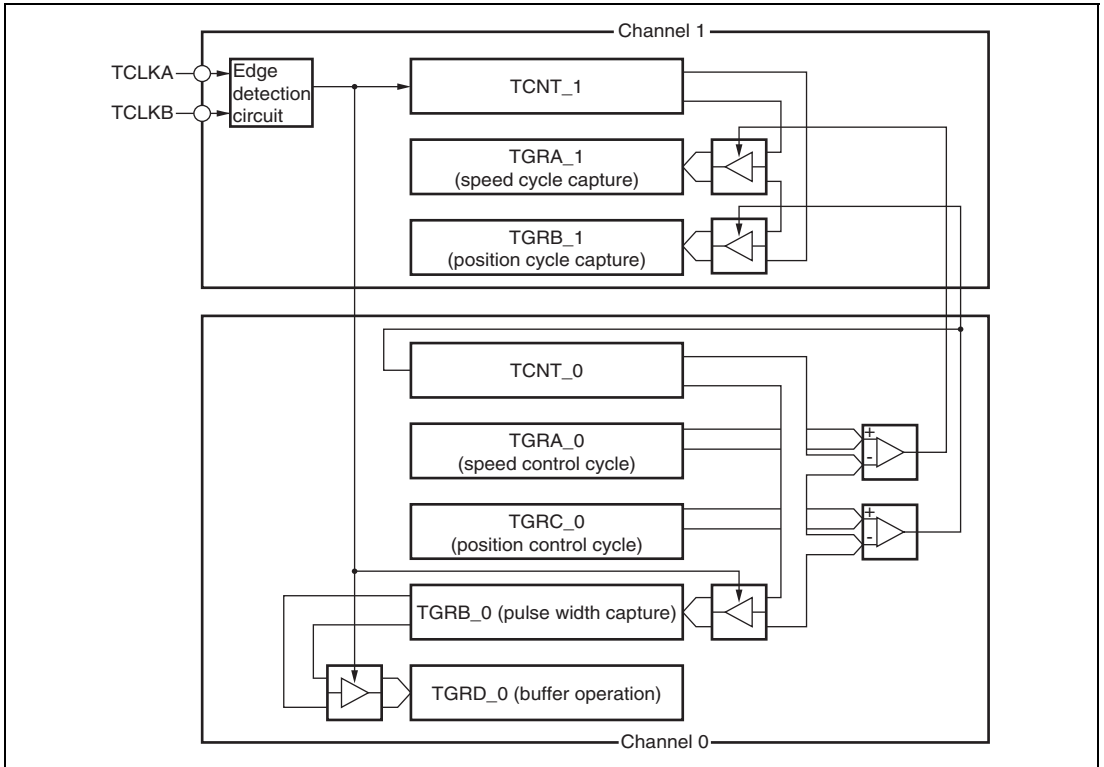 Channel 1
TCLKA
TCLKB
Edge
detection
circuit
TCNT_1
TGRA_1
(speed cycle capture)
TGRB_1
(position cycle capture)
TCNT_0
TGRA_0
(speed control cycle)
+
-
TGRC_0
(position control cycle)
+
-
TGRB_0 (pulse width capture)
TGRD_0 (buffer operation)
Channel 0